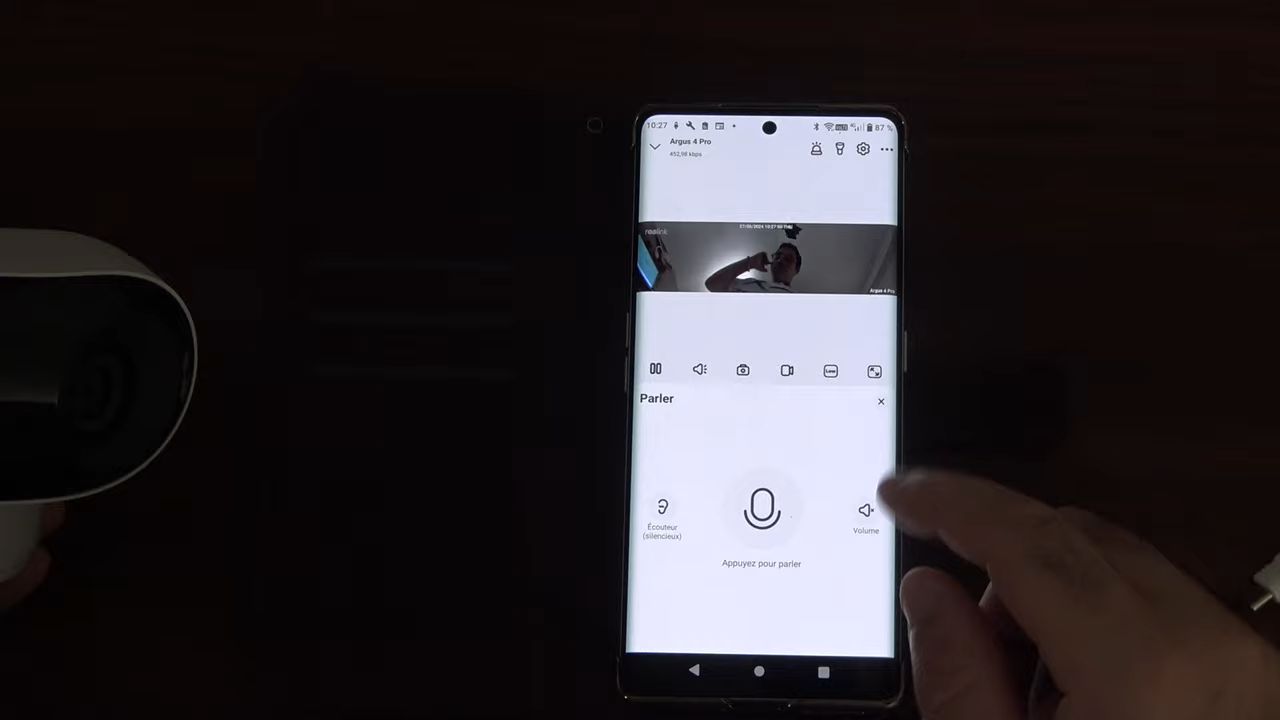 10:27
87 %
Argus 4 Pro
452,98 kbps
reolink
Argus 4 Pro
Low
Parler
Écouteur
(silencieux)
Volume
Appuyez pour parler